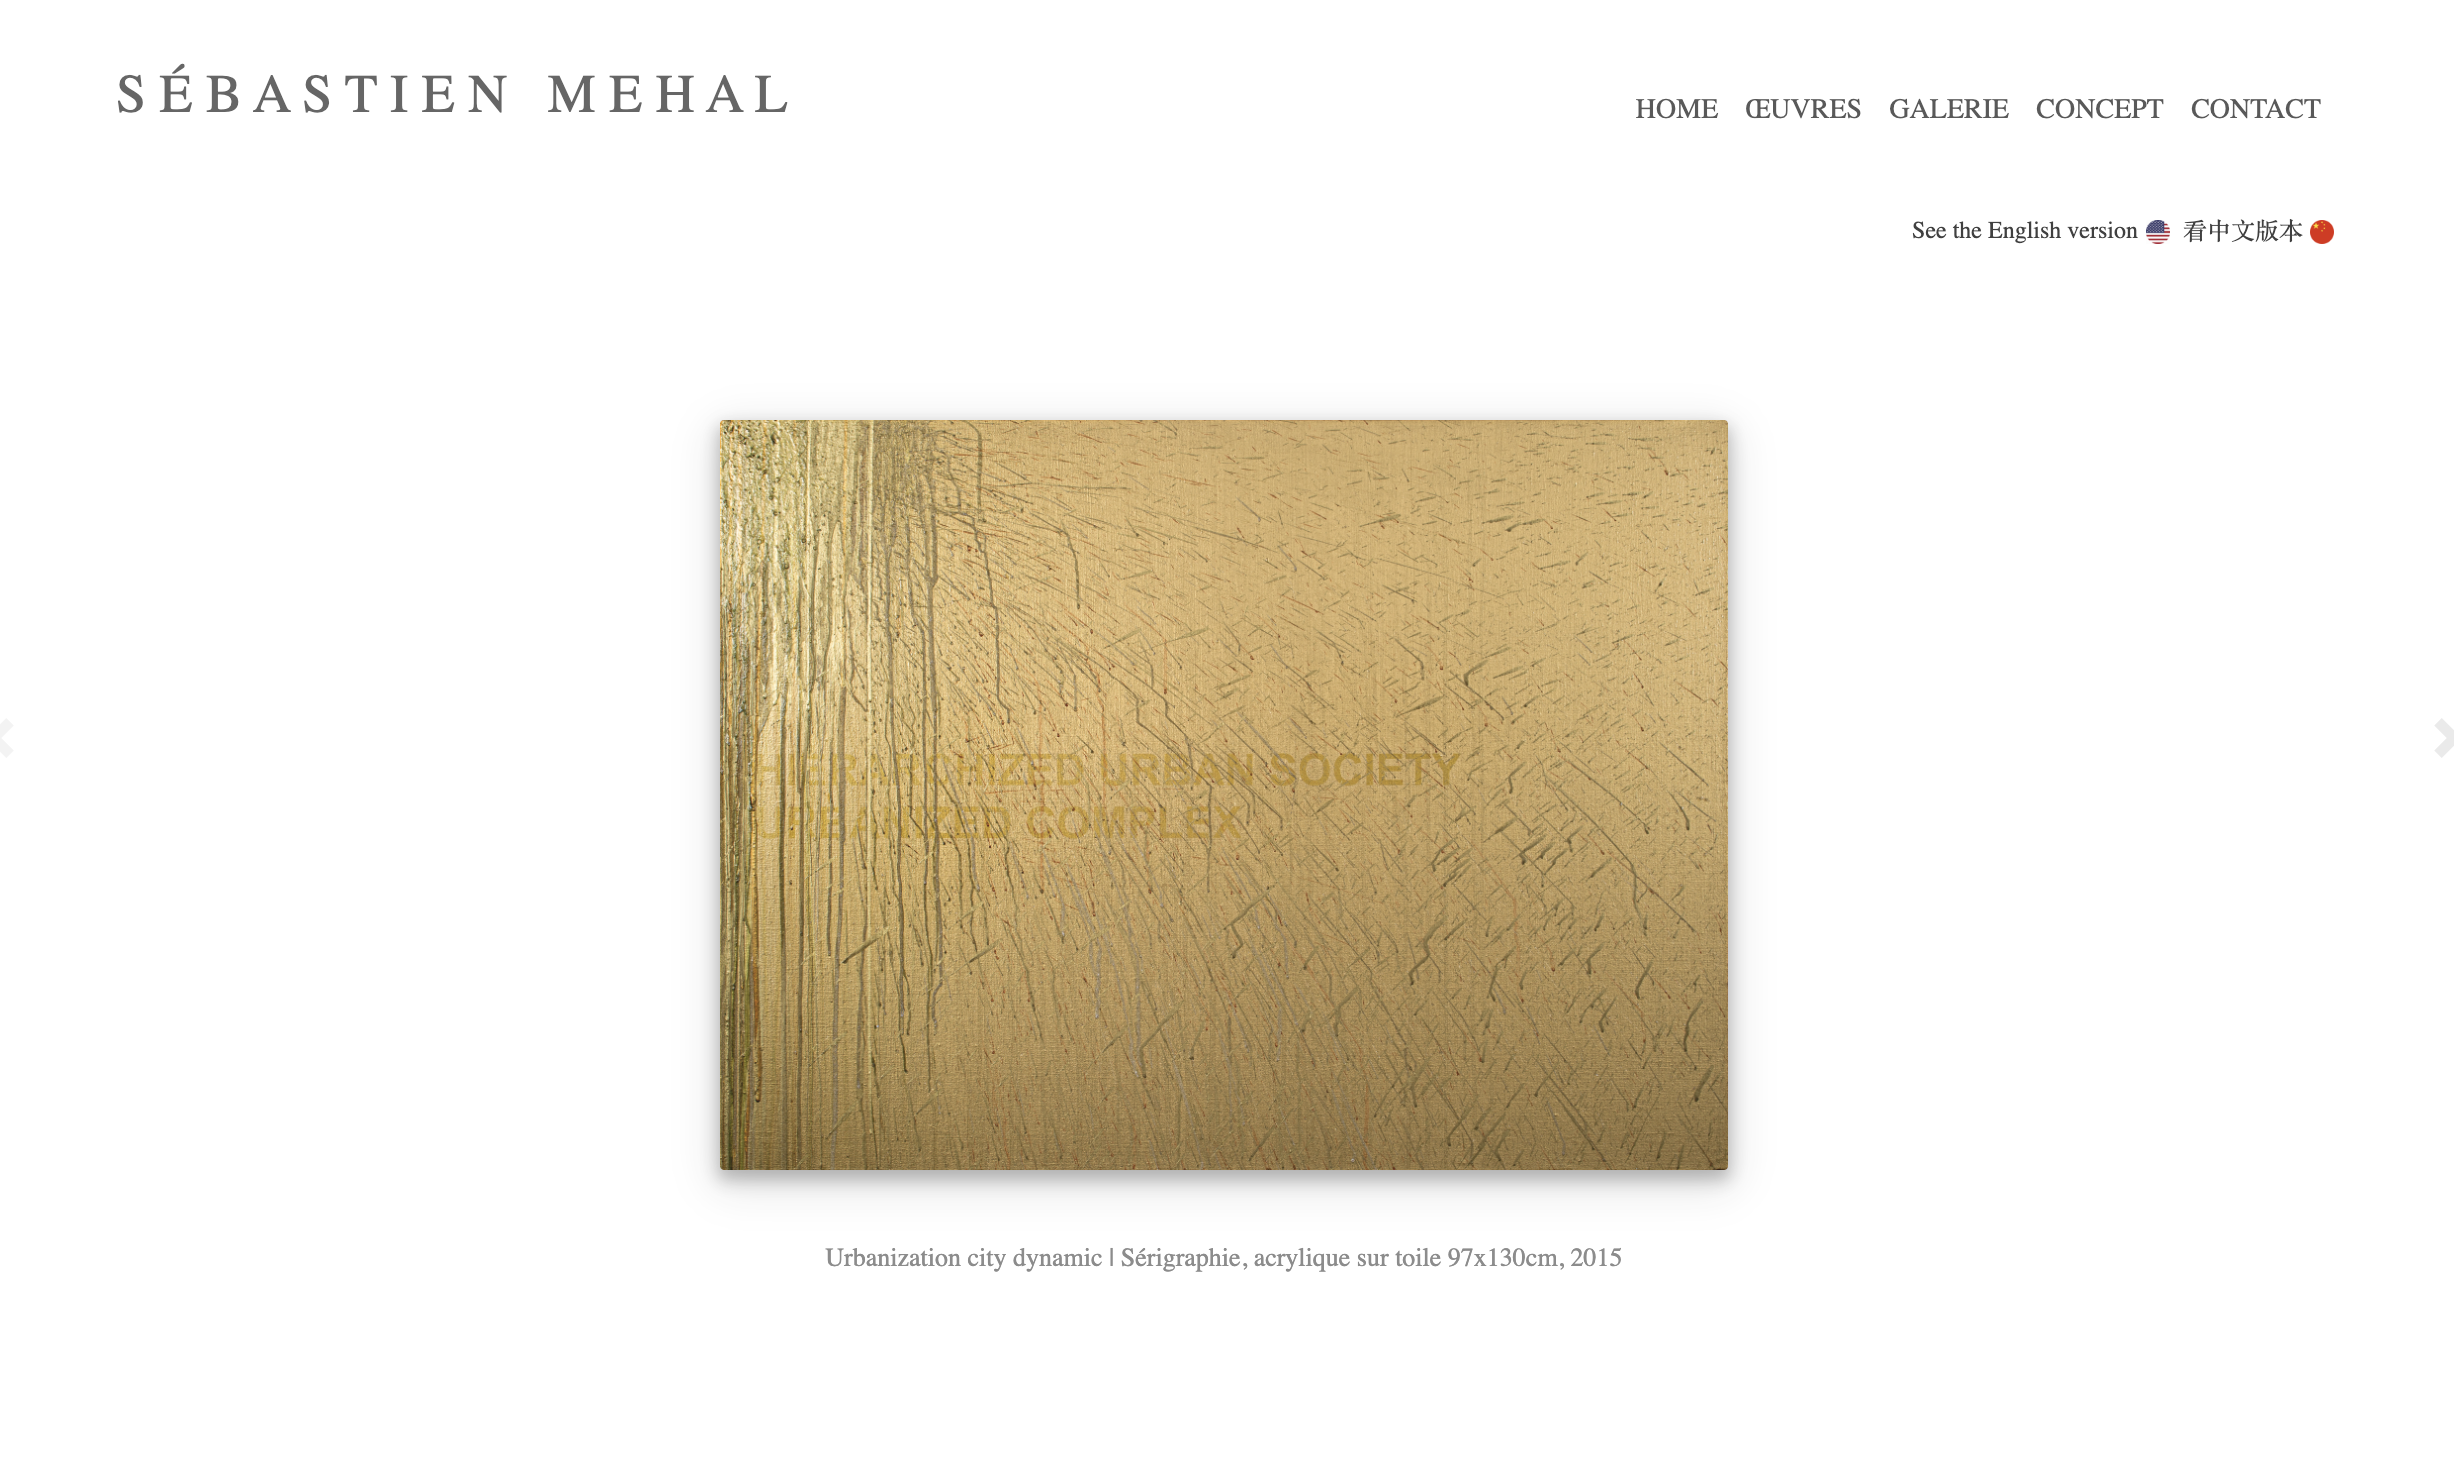 SÉBASTIEN MEHAL
HOME ŒUVRES GALERIE CONCEPT CONTACT
See the English version 看中文版本
HIERARCHIZED URBAN SOCIETY
URBANIZED COMPLEX
Urbanization city dynamic | Sérigraphie, acrylique sur toile 97x130cm, 2015